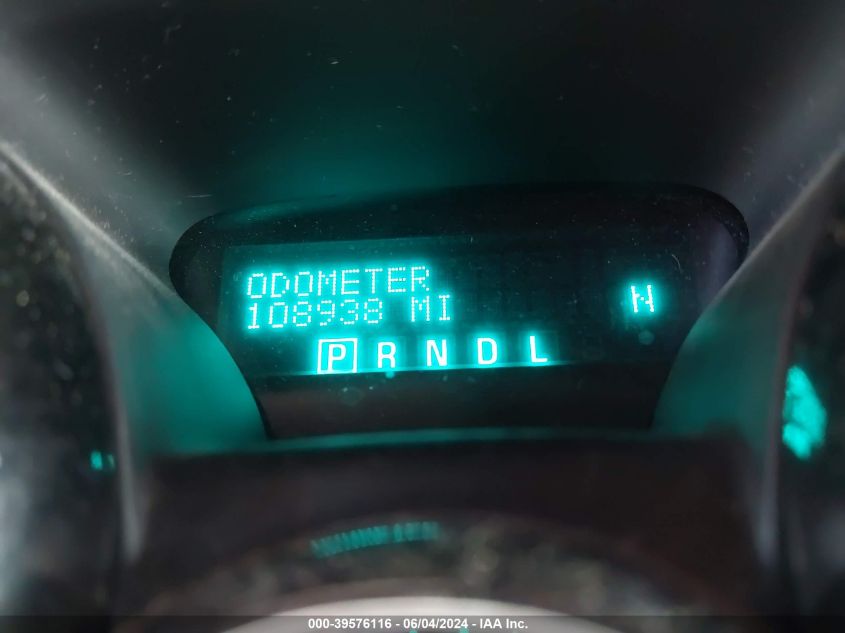 ODOMETER
108938 MI
N
P R N D L
000-39576116 - 06/04/2024 - IAA Inc.